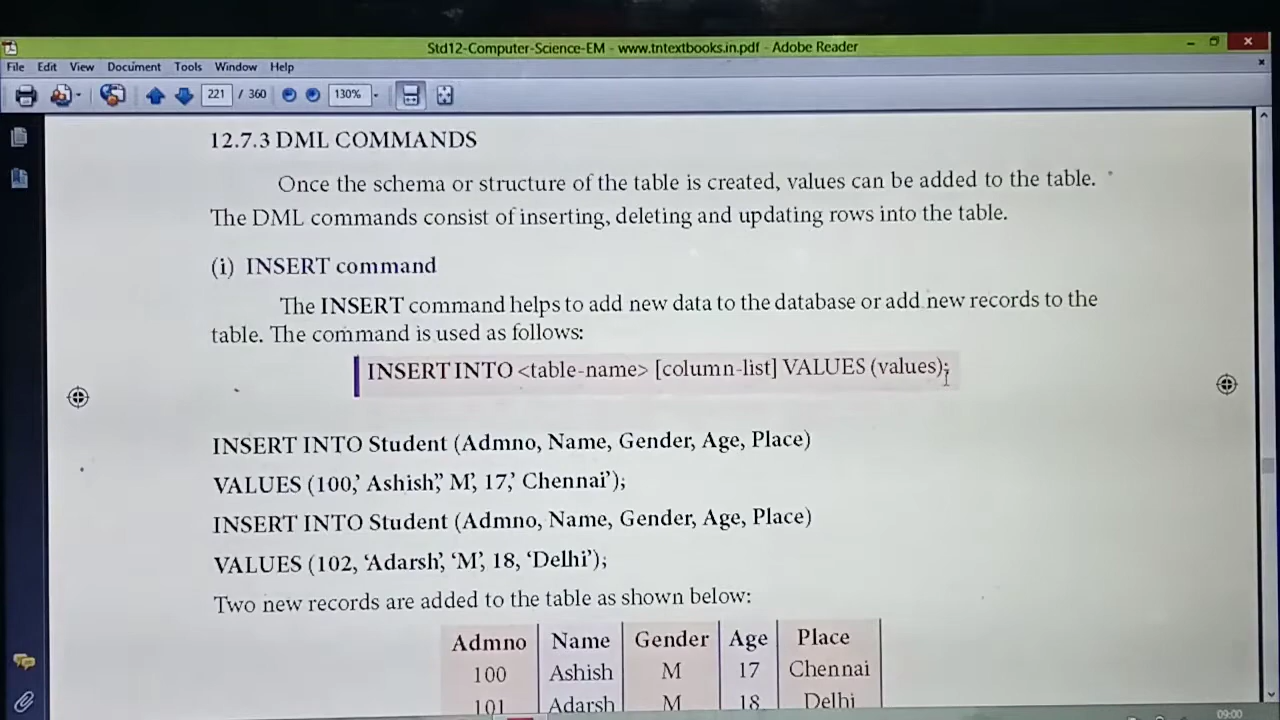 Std12-Computer-Science-EM - www.tntextbooks.in.pdf - Adobe Reader
File Edit View Document Tools Window Help
221 / 360 130%
12.7.3 DML COMMANDS
Once the schema or structure of the table is created, values can be added to the table.
The DML commands consist of inserting, deleting and updating rows into the table.
(i) INSERT command
The INSERT command helps to add new data to the database or add new records to the
table. The command is used as follows:
INSERT INTO <table-name> [column-list] VALUES (values);
INSERT INTO Student (Admno, Name, Gender, Age, Place)
VALUES (100,’ Ashish’,’ M’, 17,’ Chennai’);
INSERT INTO Student (Admno, Name, Gender, Age, Place)
VALUES (102, ‘Adarsh’, ‘M’, 18, ‘Delhi’);
Two new records are added to the table as shown below:
Admno Name Gender Age Place
100 Ashish M 17 Chennai
101 Adarsh M 18 Delhi
09:00